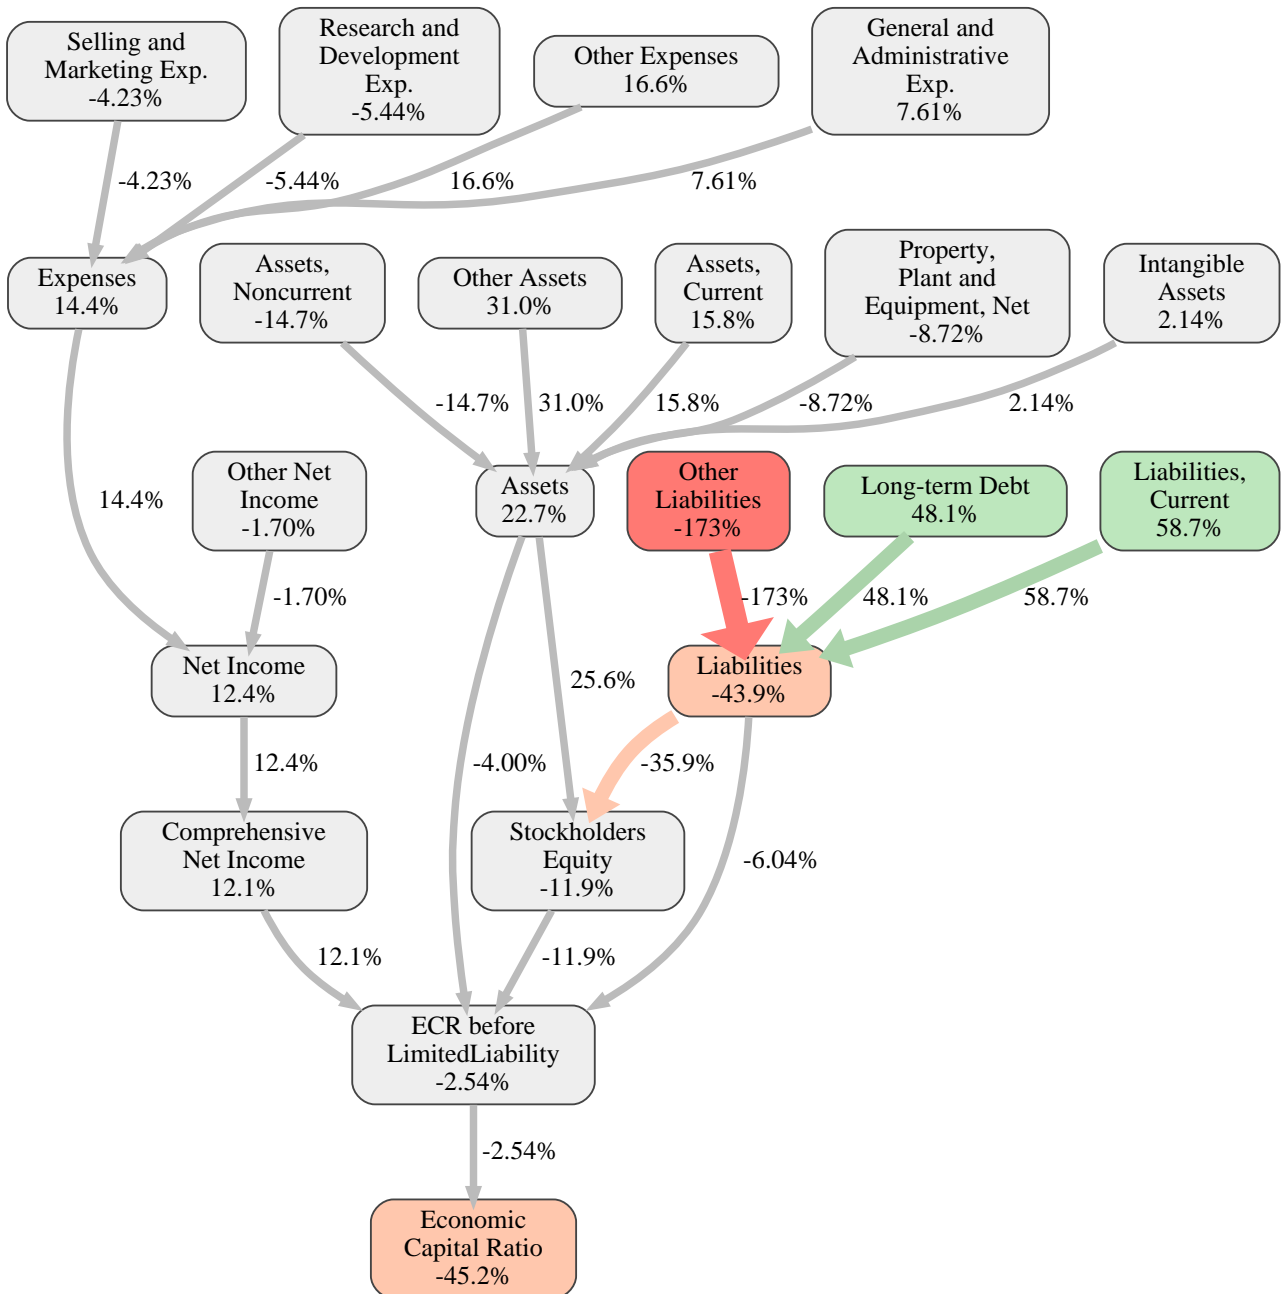 Selling and
Marketing Exp.
-4.23%
Research and
Development
Exp.
-5.44%
Other Expenses
16.6%
General and
Administrative
Exp.
7.61%
-4.23%
-5.44%
16.6%
7.61%
Expenses
14.4%
Assets,
Noncurrent
-14.7%
Other Assets
31.0%
Assets,
Current
15.8%
Property,
Plant and
Equipment, Net
-8.72%
Intangible
Assets
2.14%
-14.7%
31.0%
15.8%
-8.72%
2.14%
14.4%
Other Net
Income
-1.70%
Assets
22.7%
Other
Liabilities
-173%
Long-term Debt
48.1%
Liabilities,
Current
58.7%
-1.70%
-173%
48.1%
58.7%
Net Income
12.4%
25.6%
Liabilities
-43.9%
12.4%
-4.00%
-35.9%
Comprehensive
Net Income
12.1%
Stockholders
Equity
-11.9%
-6.04%
12.1%
-11.9%
ECR before
LimitedLiability
-2.54%
-2.54%
Economic
Capital Ratio
-45.2%